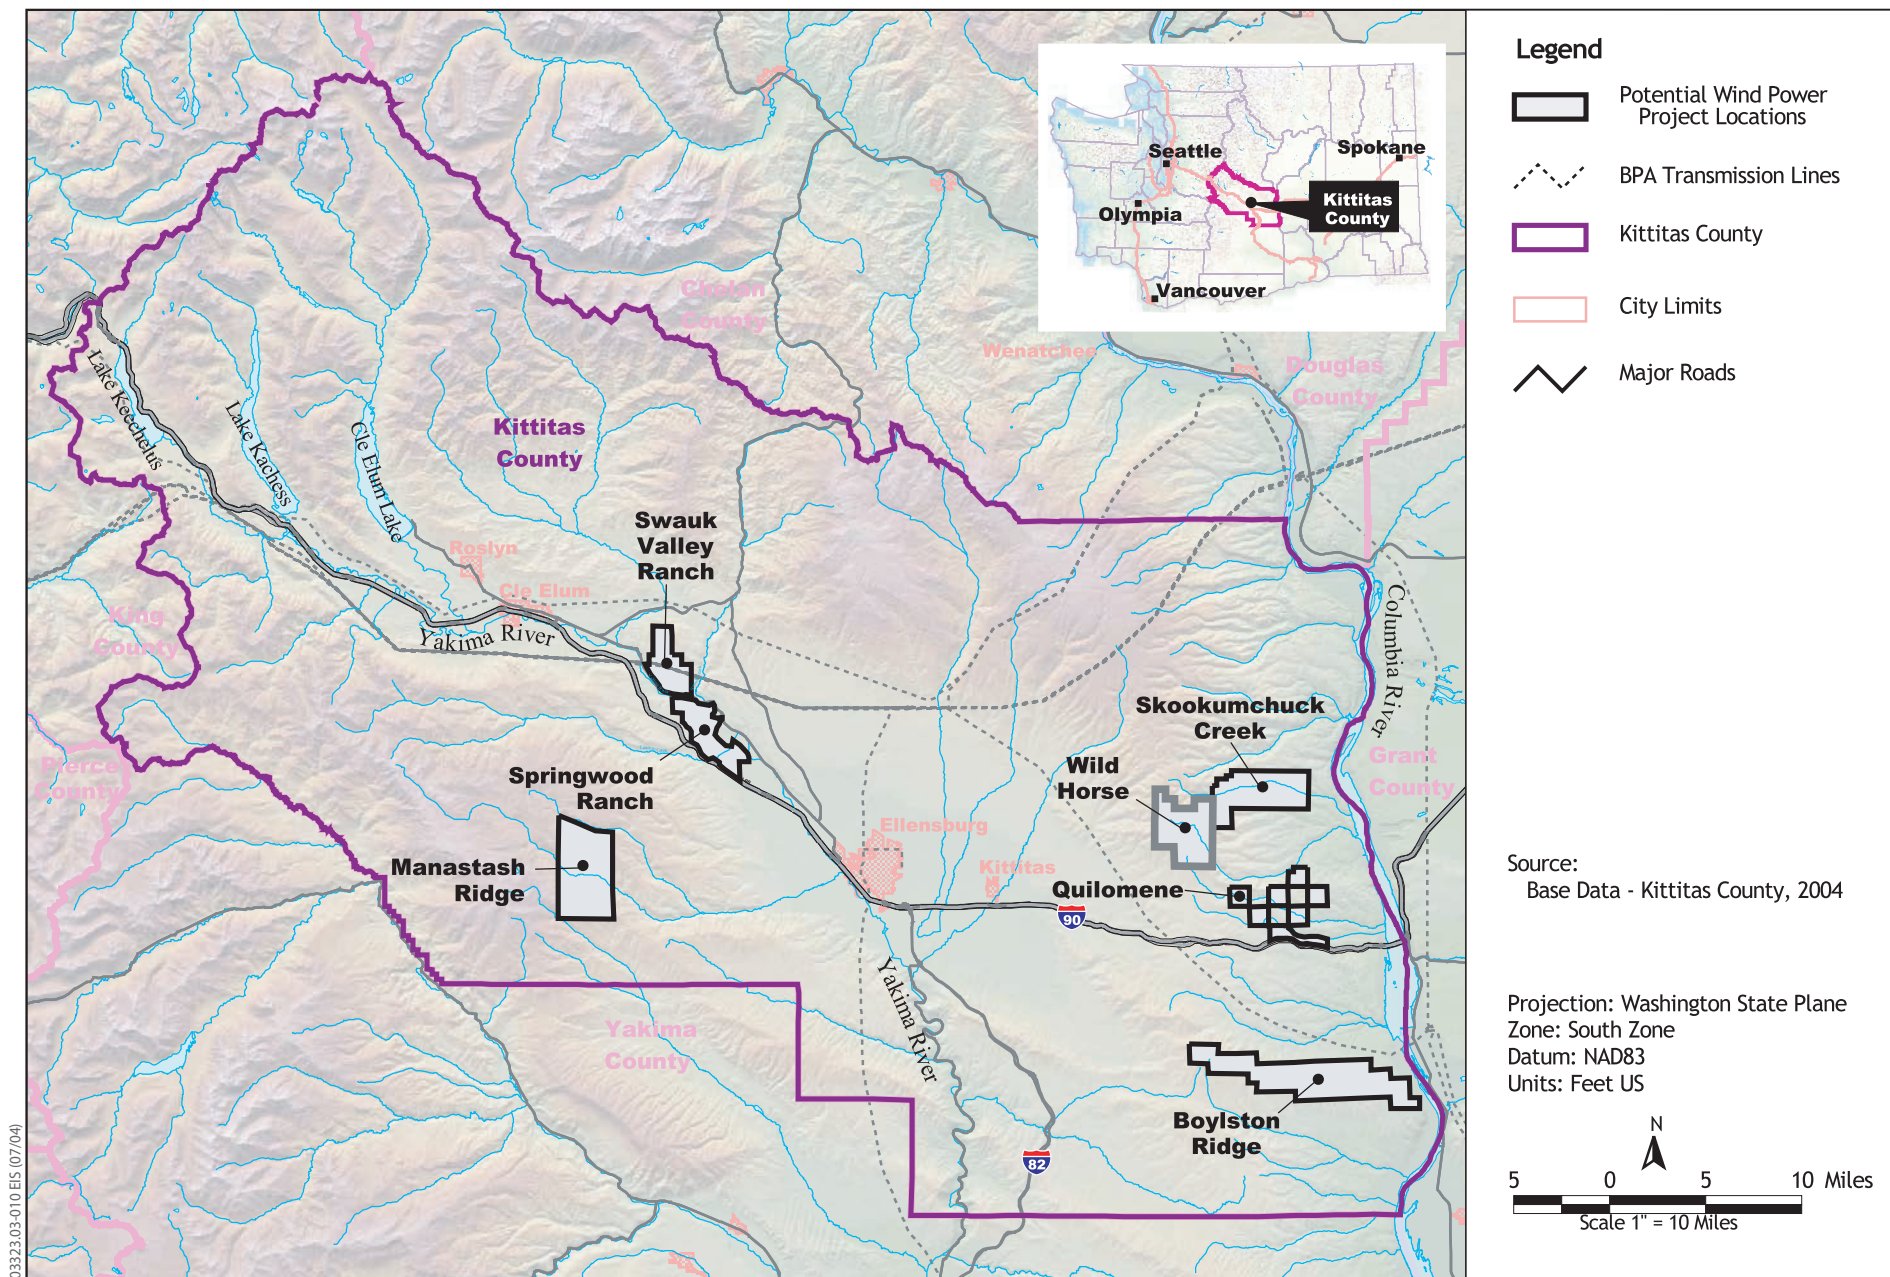 Legend
Potential Wind Power
Project Locations
BPA Transmission Lines
Kittitas County
City Limits
Major Roads
Source:
Base Data - Kittitas County, 2004
Projection: Washington State Plane
Zone: South Zone
Datum: NAD83
Units: Feet US
N
5 0 5 10 Miles
Scale 1" = 10 Miles
Seattle
Spokane
Olympia
Kittitas
County
Vancouver
Chelan
County
Wenatchee
Douglas
County
Lake Keechelus
Lake Kachess
Cle Elum Lake
Kittitas
County
Swauk
Valley
Ranch
Roslyn
Cle Elum
Yakima River
King
County
Columbia River
Skookumchuck
Creek
Wild
Horse
Grant
County
Pierce
County
Springwood
Ranch
Manastash
Ridge
Ellensburg
Kittitas
Quilomene
90
Yakima River
Yakima
County
Boylston
Ridge
82
03323.03-010 EIS (07/04)